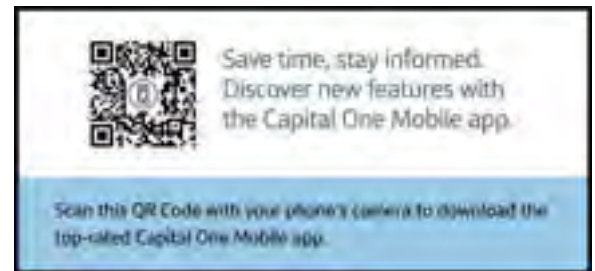 Save time, stay informed.
Discover new features with
the Capital One Mobile app.
Scan this QR Code with your phone's camera to download the
top-rated Capital One Mobile app.